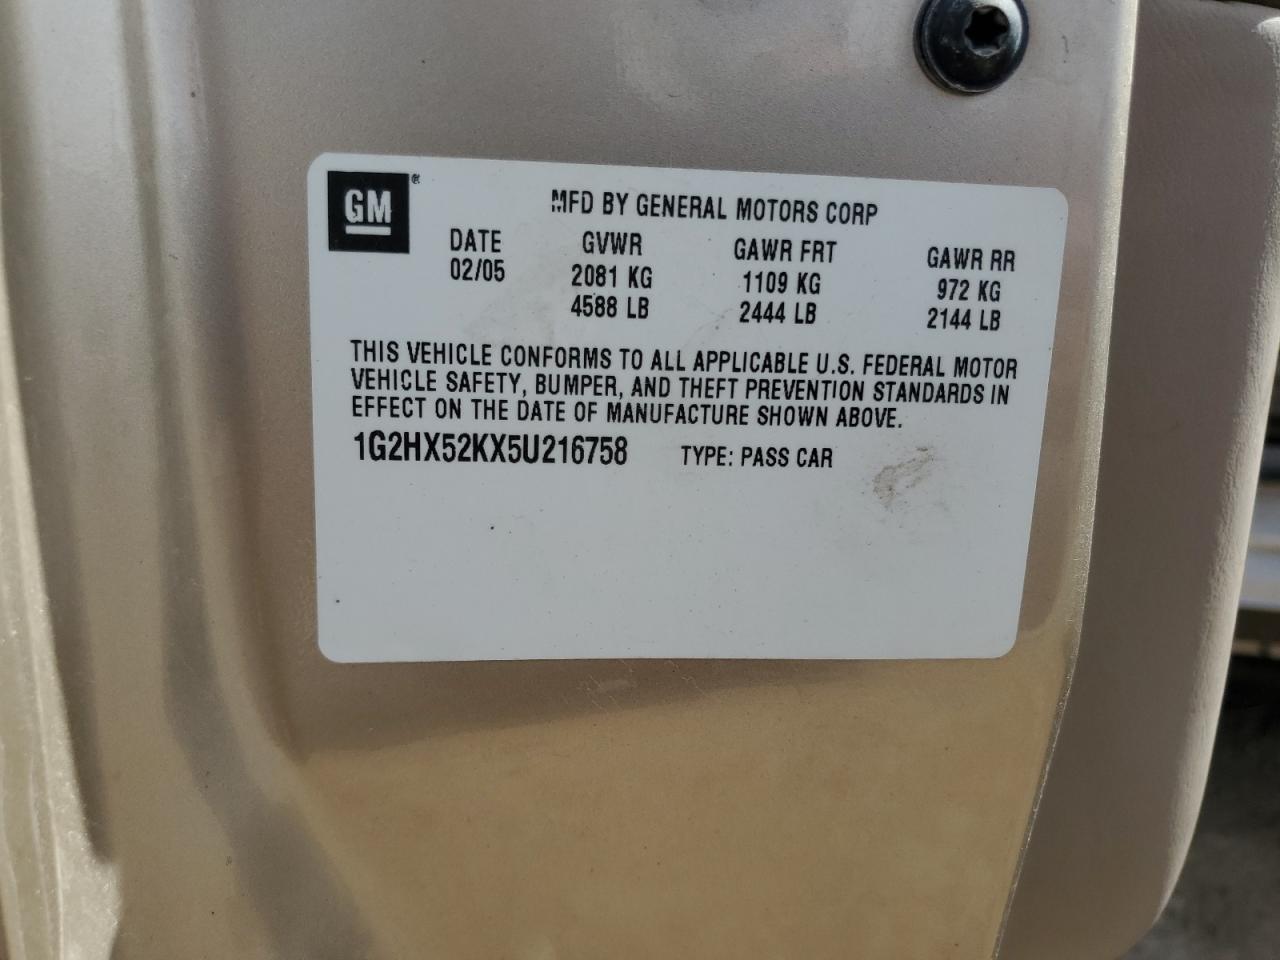 GM®
MFD BY GENERAL MOTORS CORP
DATE GVWR GAWR FRT GAWR RR
02/05 2081 KG 1109 KG 972 KG
4588 LB 2444 LB 2144 LB
THIS VEHICLE CONFORMS TO ALL APPLICABLE U.S. FEDERAL MOTOR
VEHICLE SAFETY, BUMPER, AND THEFT PREVENTION STANDARDS IN
EFFECT ON THE DATE OF MANUFACTURE SHOWN ABOVE.
1G2HX52KX5U216758 TYPE: PASS CAR